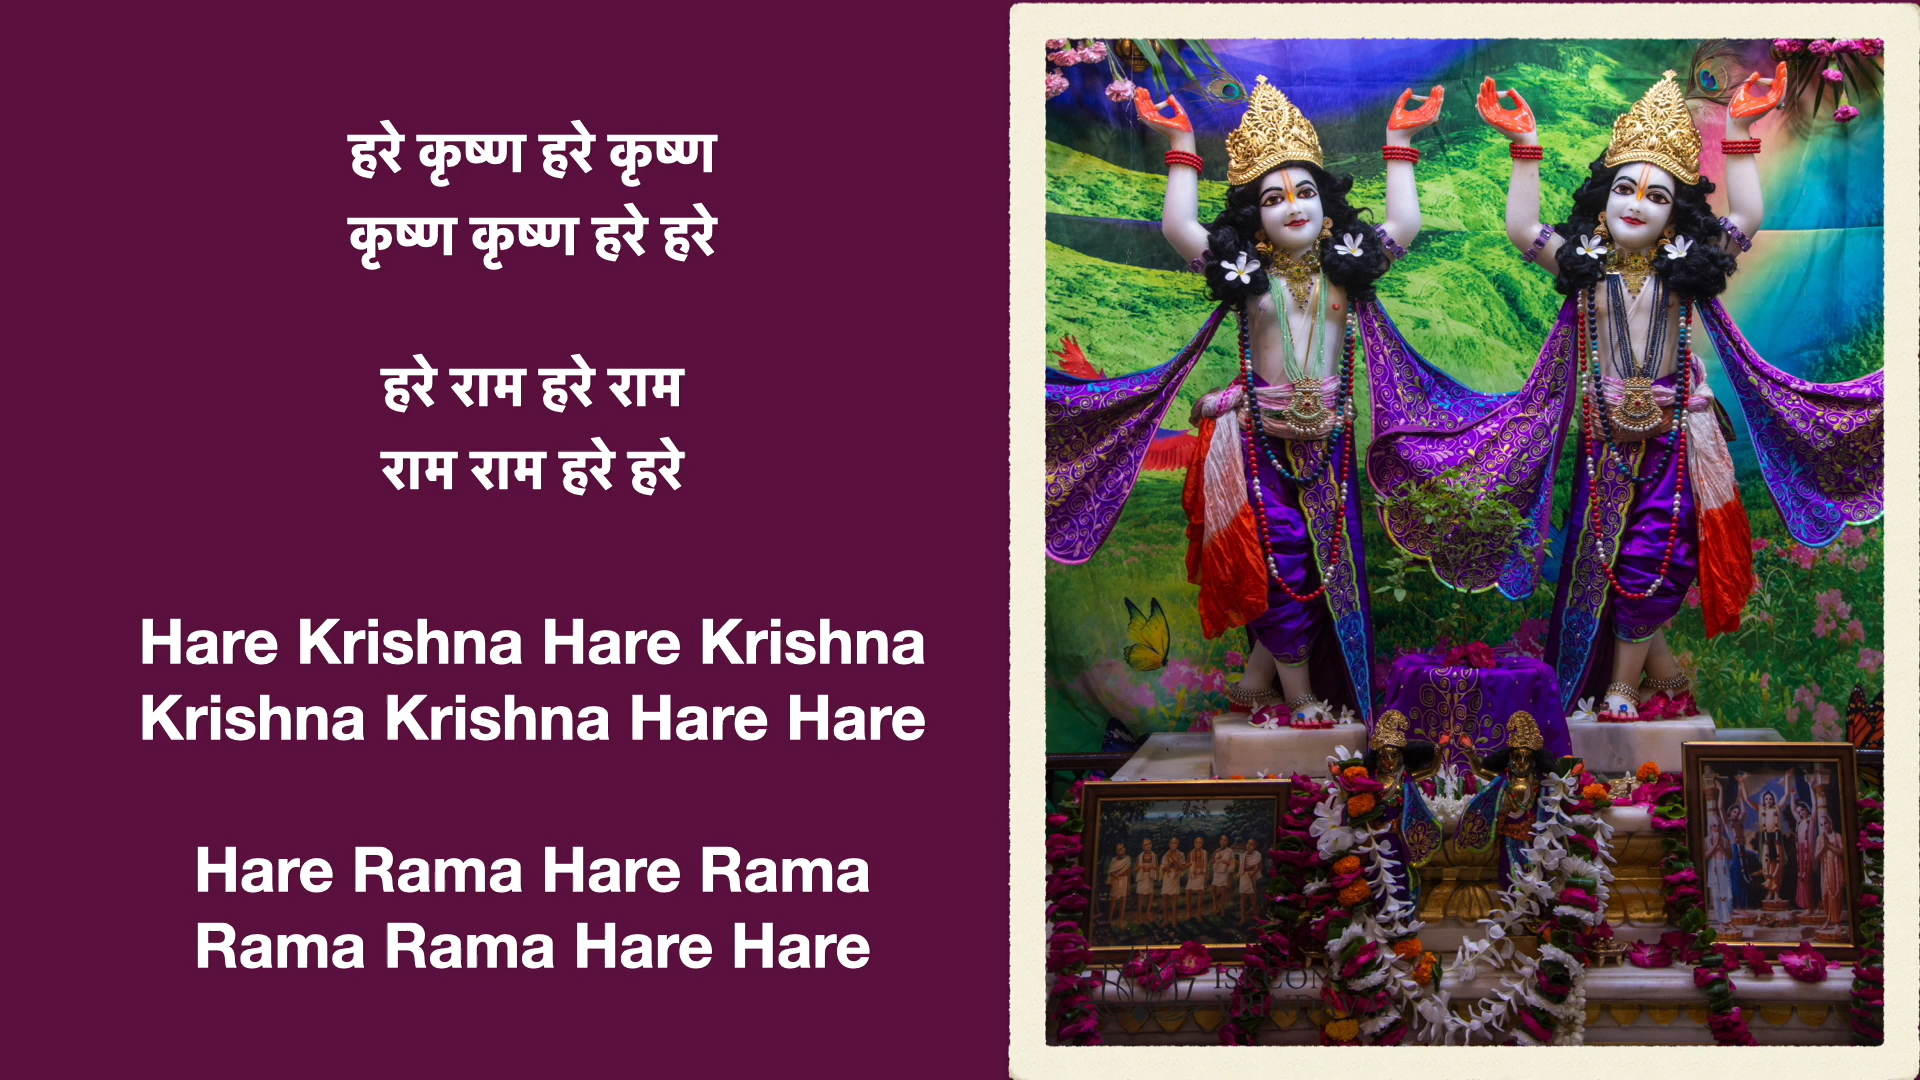 हरे कृष्ण हरे कृष्ण
कृष्ण कृष्ण हरे हरे
हरे राम हरे राम
राम राम हरे हरे
Hare Krishna Hare Krishna
Krishna Krishna Hare Hare
Hare Rama Hare Rama
Rama Rama Hare Hare
ISKCON